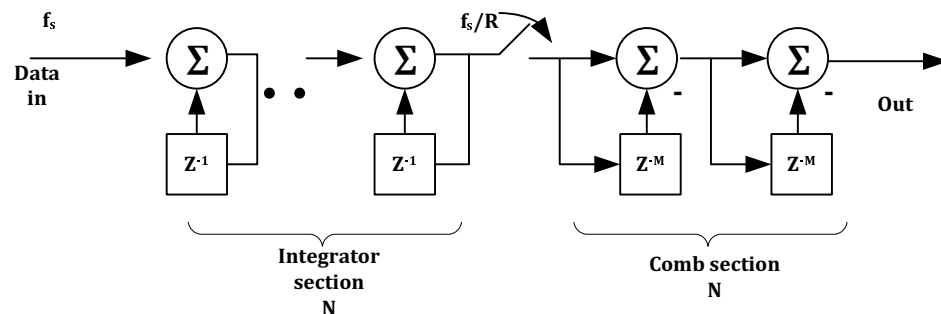 fₛ
Data
in
Σ
Z⁻¹
Σ
Z⁻¹
fₛ/R
Σ
-
Z⁻ᴹ
Σ
-
Z⁻ᴹ
Out
Integrator
section
N
Comb section
N